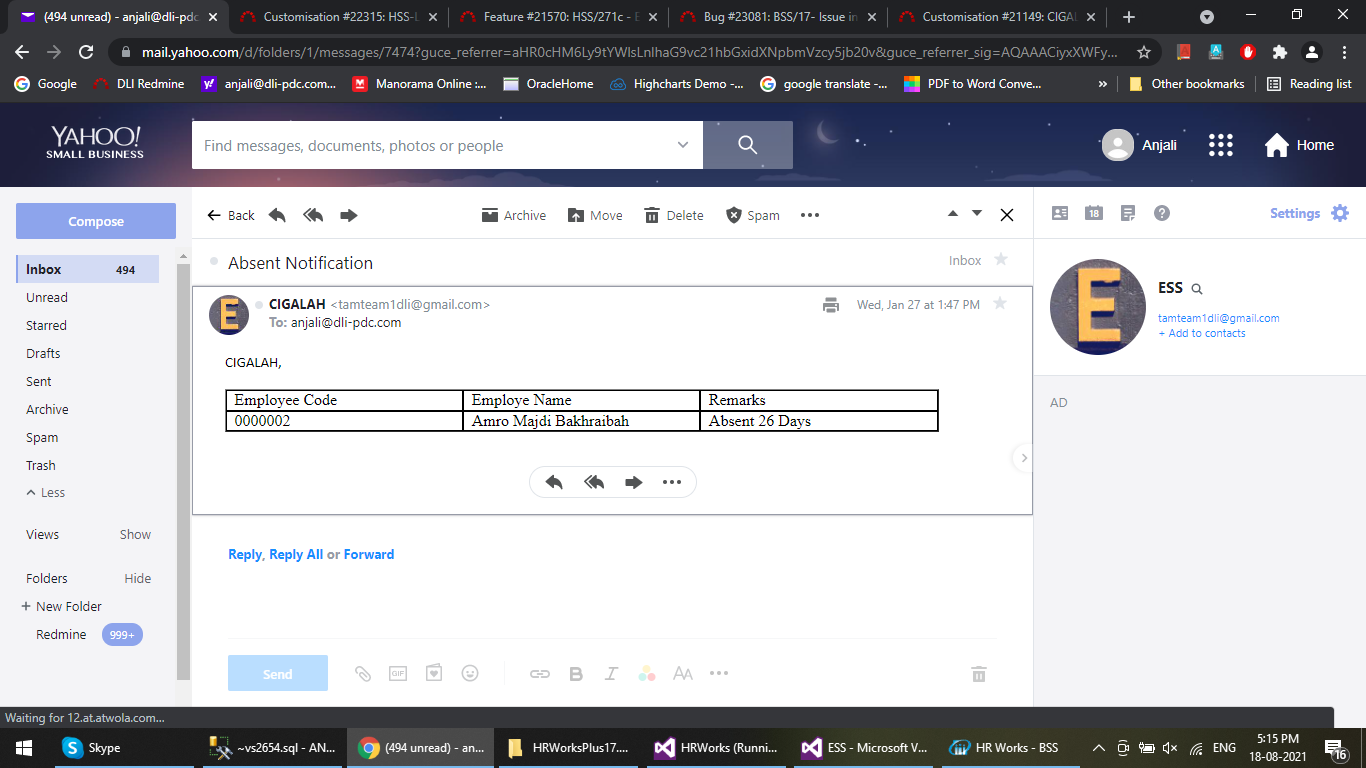 (494 unread) - anjali@dli-pdc
Customisation #22315: HSS-L
Feature #21570: HSS/271c - E
Bug #23081: BSS/17- Issue in
Customisation #21149: CIGAL
mail.yahoo.com/d/folders/1/messages/7474?guce_referrer=aHR0cHM6Ly9tYWlsLnlhaG9vc21hbGxidXNpbmVzcy5jb20v&guce_referrer_sig=AQAAACiyxXWFy...
Google
DLI Redmine
anjali@dli-pdc.com...
Manorama Online :...
OracleHome
Highcharts Demo -...
google translate -...
PDF to Word Conve...
»
Other bookmarks
Reading list
YAHOO!
SMALL BUSINESS
Find messages, documents, photos or people
Anjali
Home
Compose
Back
Archive
Move
Delete
Spam
18
Settings
Inbox 494
Unread
Starred
Drafts
Sent
Archive
Spam
Trash
Less
Views Show
Folders Hide
+ New Folder
Redmine 999+
Absent Notification
Inbox
E
CIGALAH <tamteam1dli@gmail.com>
Wed, Jan 27 at 1:47 PM
To: anjali@dli-pdc.com
CIGALAH,
Employee Code Employe Name Remarks
0000002 Amro Majdi Bakhraibah Absent 26 Days
Reply, Reply All or Forward
Send
GIF
B
I
AA
E
ESS
tamteam1dli@gmail.com
+ Add to contacts
AD
Waiting for 12.at.atwola.com...
Skype
~vs2654.sql - AN...
(494 unread) - an...
HRWorksPlus17....
HRWorks (Runni...
ESS - Microsoft V...
HR Works - BSS
ENG
5:15 PM
18-08-2021
16